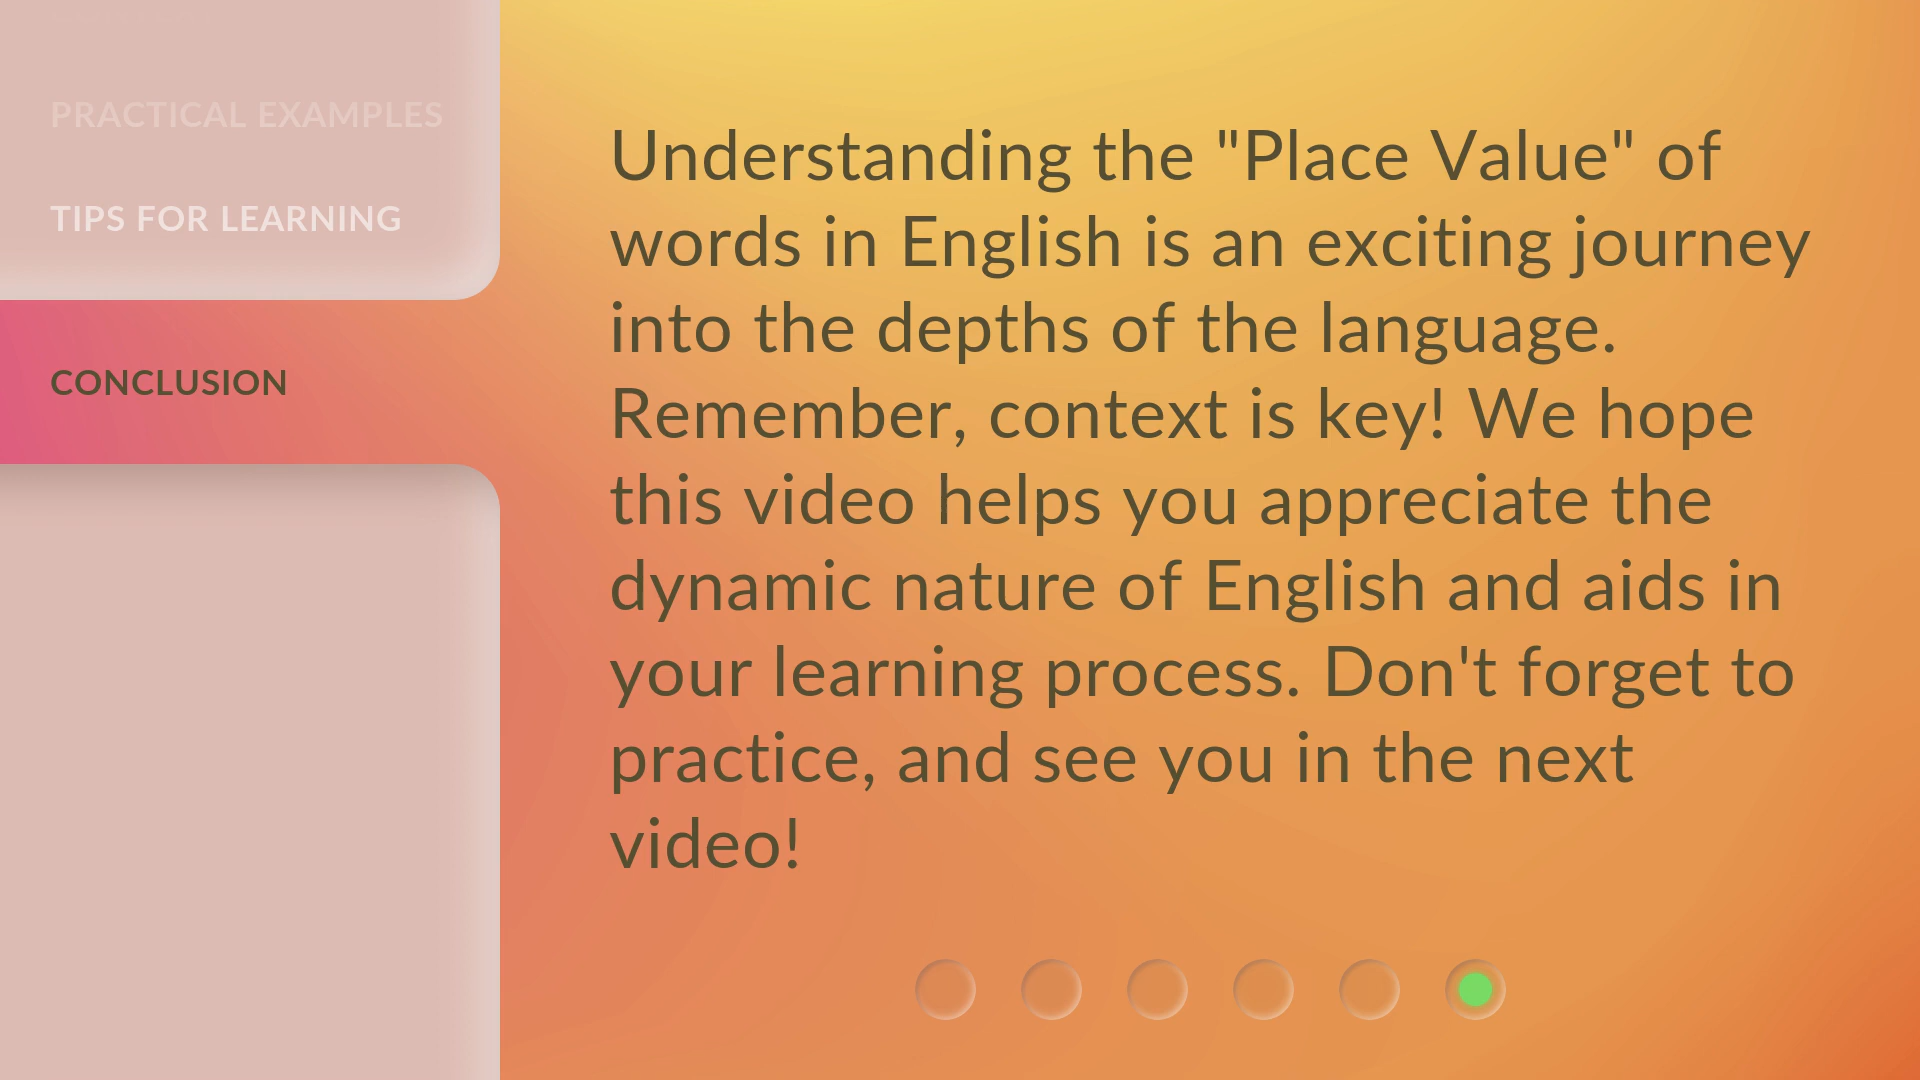 PRACTICAL EXAMPLES
TIPS FOR LEARNING
CONCLUSION
Understanding the "Place Value" of
words in English is an exciting journey
into the depths of the language.
Remember, context is key! We hope
this video helps you appreciate the
dynamic nature of English and aids in
your learning process. Don't forget to
practice, and see you in the next
video!